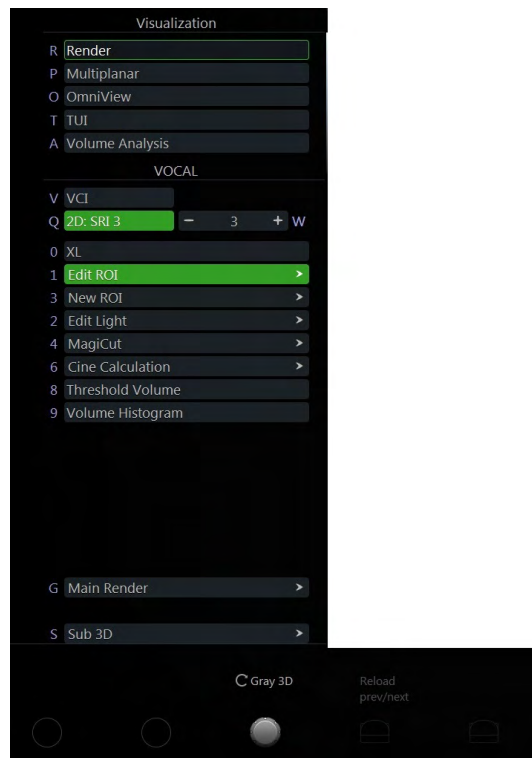 Visualization
R Render
P Multiplanar
O OmniView
T TUI
A Volume Analysis
VOCAL
V VCI
Q 2D: SRI 3 − 3 + W
0 XL
1 Edit ROI >
3 New ROI >
2 Edit Light >
4 MagiCut >
6 Cine Calculation >
8 Threshold Volume
9 Volume Histogram
G Main Render >
S Sub 3D >
Gray 3D Reload
prev/next